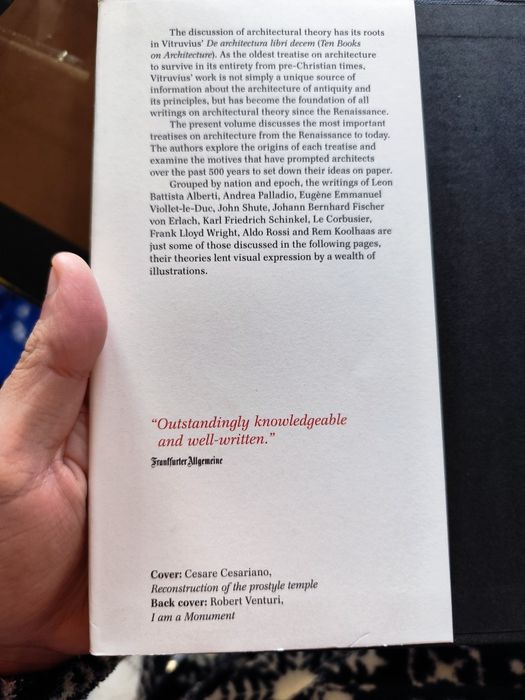 The discussion of architectural theory has its roots
in Vitruvius' De architectura libri decem (Ten Books
on Architecture). As the oldest treatise on architecture
to survive in its entirety from pre-Christian times,
Vitruvius' work is not simply a unique source of
information about the architecture of antiquity and
its principles, but has become the foundation of all
writings on architectural theory since the Renaissance.
The present volume discusses the most important
treatises on architecture from the Renaissance to today.
The authors explore the origins of each treatise and
examine the motives that have prompted architects
over the past 500 years to set down their ideas on paper.
Grouped by nation and epoch, the writings of Leon
Battista Alberti, Andrea Palladio, Eugène Emmanuel
Viollet-le-Duc, John Shute, Johann Bernhard Fischer
von Erlach, Karl Friedrich Schinkel, Le Corbusier,
Frank Lloyd Wright, Aldo Rossi and Rem Koolhaas are
just some of those discussed in the following pages,
their theories lent visual expression by a wealth of
illustrations.
“Outstandingly knowledgeable
and well-written.”
Frankfurter Allgemeine
Cover: Cesare Cesariano,
Reconstruction of the prostyle temple
Back cover: Robert Venturi,
I am a Monument